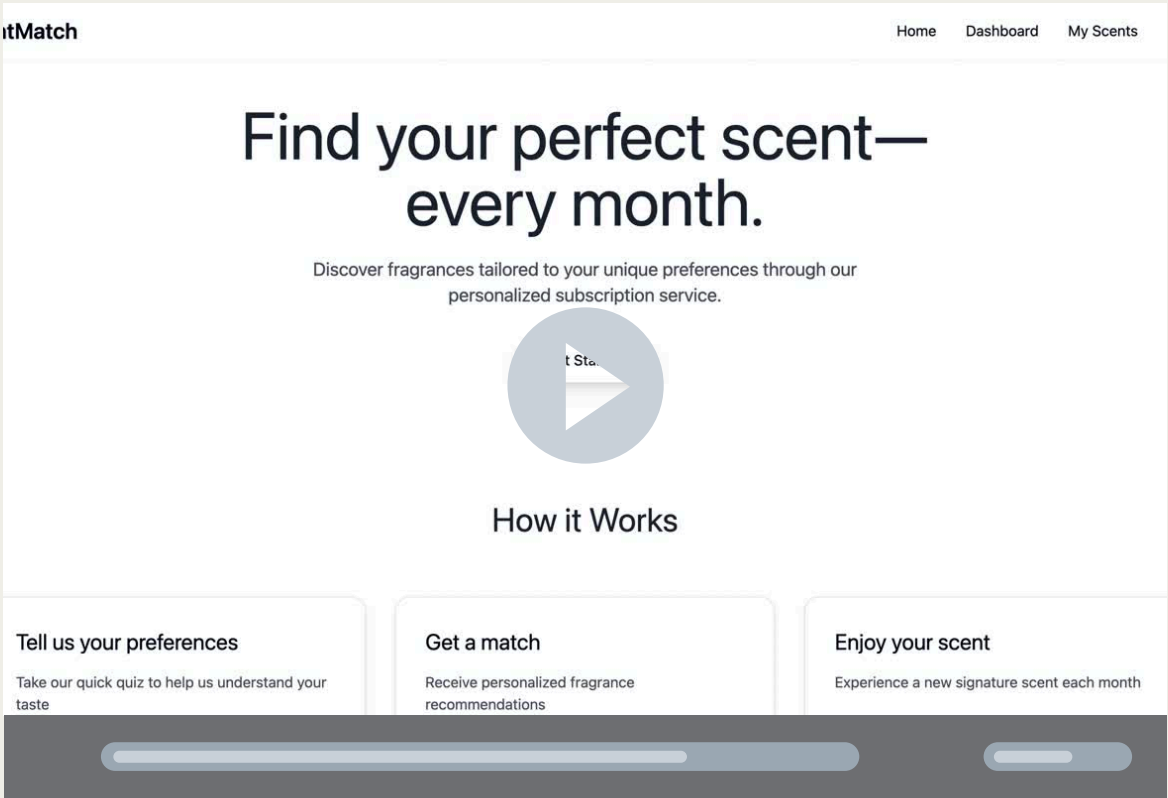 tMatch
Home Dashboard My Scents
Find your perfect scent—
every month.
Discover fragrances tailored to your unique preferences through our
personalized subscription service.
t Sta
How it Works
Tell us your preferences
Take our quick quiz to help us understand your
taste
Get a match
Receive personalized fragrance
recommendations
Enjoy your scent
Experience a new signature scent each month